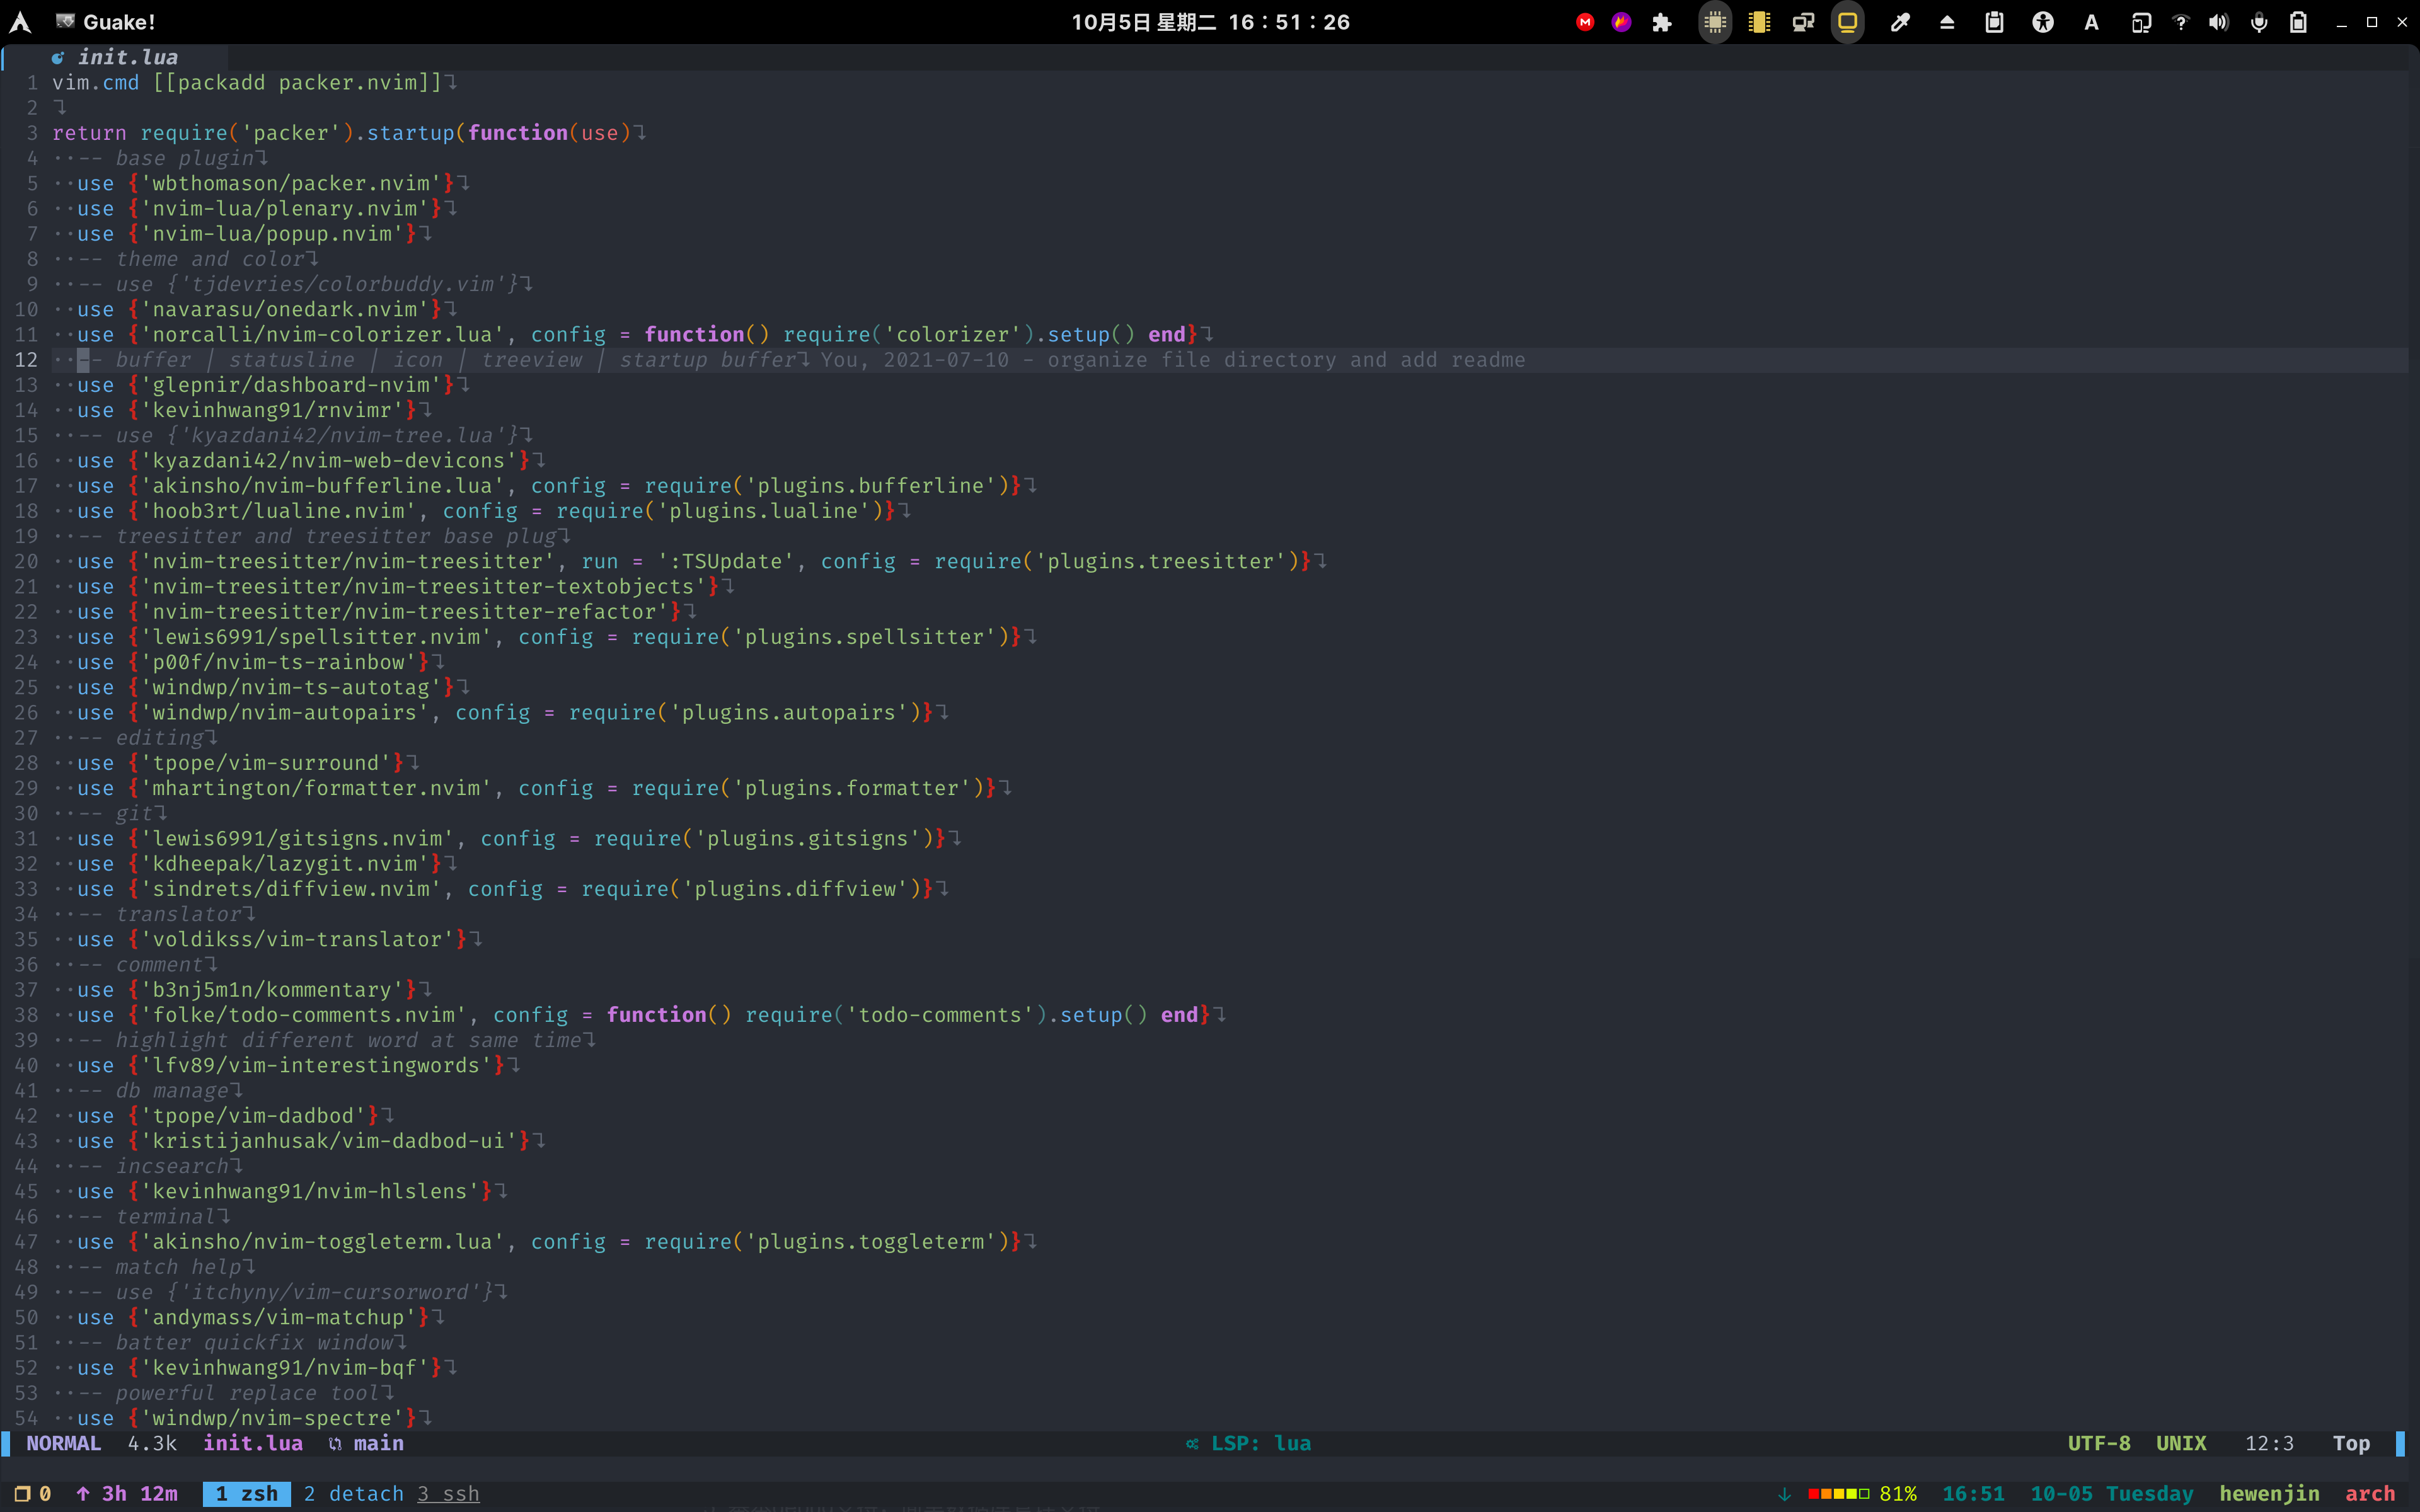 Guake!
10月5日 星期二 16：51：26
init.lua
1 vim.cmd [[packadd packer.nvim]]
2
3 return require('packer').startup(function(use)
4 -- base plugin
5 use {'wbthomason/packer.nvim'}
6 use {'nvim-lua/plenary.nvim'}
7 use {'nvim-lua/popup.nvim'}
8 -- theme and color
9 -- use {'tjdevries/colorbuddy.vim'}
10 use {'navarasu/onedark.nvim'}
11 use {'norcalli/nvim-colorizer.lua', config = function() require('colorizer').setup() end}
12 -- buffer | statusline | icon | treeview | startup buffer You, 2021-07-10 - organize file directory and add readme
13 use {'glepnir/dashboard-nvim'}
14 use {'kevinhwang91/rnvimr'}
15 -- use {'kyazdani42/nvim-tree.lua'}
16 use {'kyazdani42/nvim-web-devicons'}
17 use {'akinsho/nvim-bufferline.lua', config = require('plugins.bufferline')}
18 use {'hoob3rt/lualine.nvim', config = require('plugins.lualine')}
19 -- treesitter and treesitter base plug
20 use {'nvim-treesitter/nvim-treesitter', run = ':TSUpdate', config = require('plugins.treesitter')}
21 use {'nvim-treesitter/nvim-treesitter-textobjects'}
22 use {'nvim-treesitter/nvim-treesitter-refactor'}
23 use {'lewis6991/spellsitter.nvim', config = require('plugins.spellsitter')}
24 use {'p00f/nvim-ts-rainbow'}
25 use {'windwp/nvim-ts-autotag'}
26 use {'windwp/nvim-autopairs', config = require('plugins.autopairs')}
27 -- editing
28 use {'tpope/vim-surround'}
29 use {'mhartington/formatter.nvim', config = require('plugins.formatter')}
30 -- git
31 use {'lewis6991/gitsigns.nvim', config = require('plugins.gitsigns')}
32 use {'kdheepak/lazygit.nvim'}
33 use {'sindrets/diffview.nvim', config = require('plugins.diffview')}
34 -- translator
35 use {'voldikss/vim-translator'}
36 -- comment
37 use {'b3nj5m1n/kommentary'}
38 use {'folke/todo-comments.nvim', config = function() require('todo-comments').setup() end}
39 -- highlight different word at same time
40 use {'lfv89/vim-interestingwords'}
41 -- db manage
42 use {'tpope/vim-dadbod'}
43 use {'kristijanhusak/vim-dadbod-ui'}
44 -- incsearch
45 use {'kevinhwang91/nvim-hlslens'}
46 -- terminal
47 use {'akinsho/nvim-toggleterm.lua', config = require('plugins.toggleterm')}
48 -- match help
49 -- use {'itchyny/vim-cursorword'}
50 use {'andymass/vim-matchup'}
51 -- batter quickfix window
52 use {'kevinhwang91/nvim-bqf'}
53 -- powerful replace tool
54 use {'windwp/nvim-spectre'}
NORMAL 4.3k init.lua main LSP: lua UTF-8 UNIX 12:3 Top
0 ↑ 3h 12m 1 zsh 2 detach 3 ssh ↓ 81% 16:51 10-05 Tuesday hewenjin arch